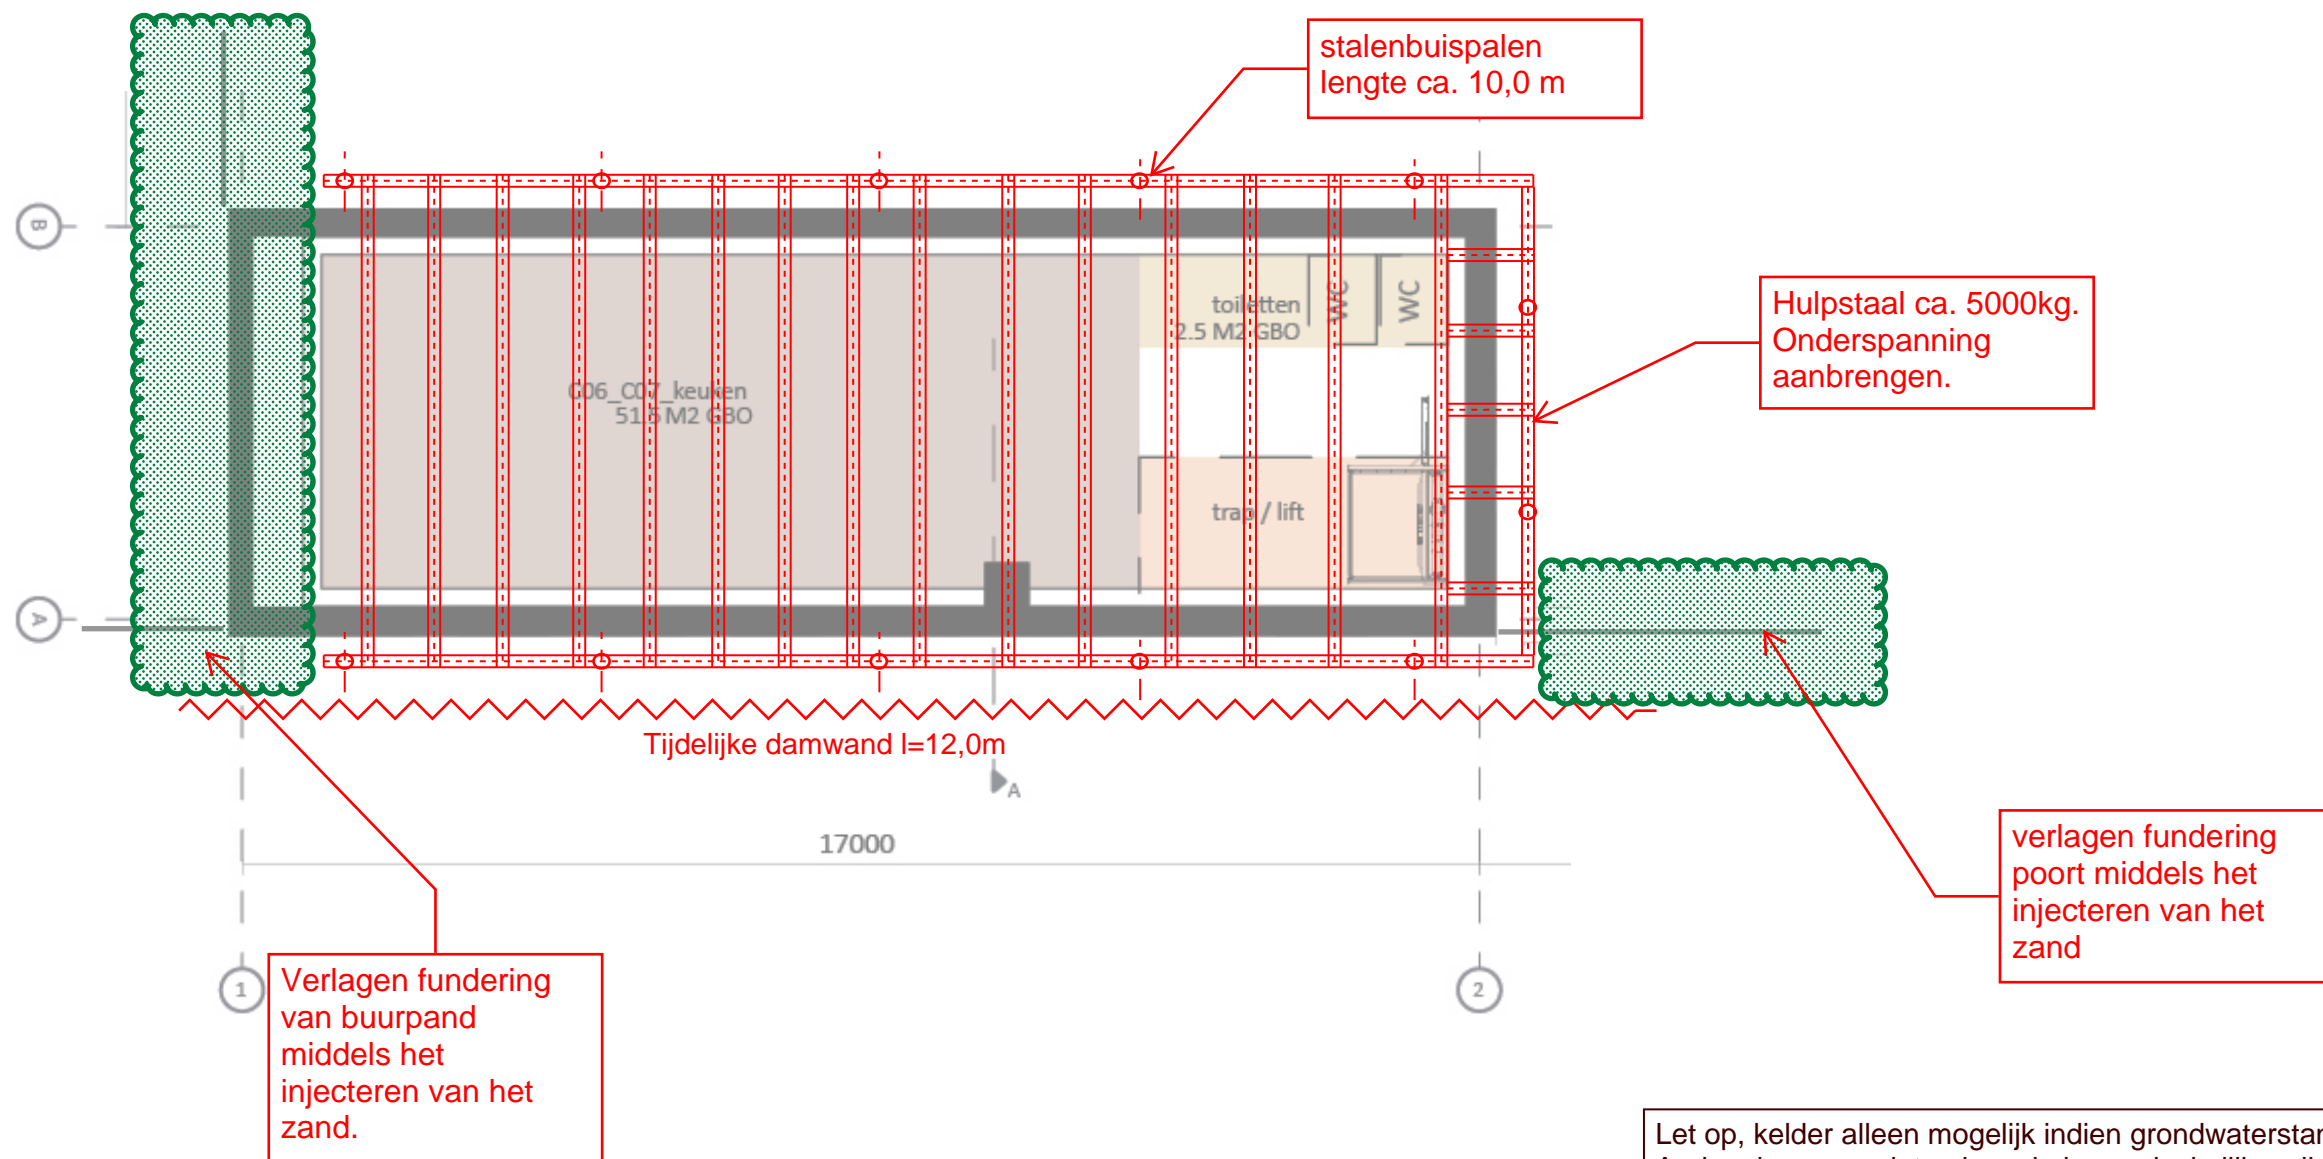 stalenbuispalen
lengte ca. 10,0 m
B
toiletten
2.5 M2 GBO
WC
WC
Hulpstaal ca. 5000kg.
Onderspanning
aanbrengen.
C06_C07_keuken
51.5 M2 GBO
trap / lift
A
Tijdelijke damwand l=12,0m
A
17000
verlagen fundering
poort middels het
injecteren van het
zand
1
2
Verlagen fundering
van buurpand
middels het
injecteren van het
zand.
Let op, kelder alleen mogelijk indien